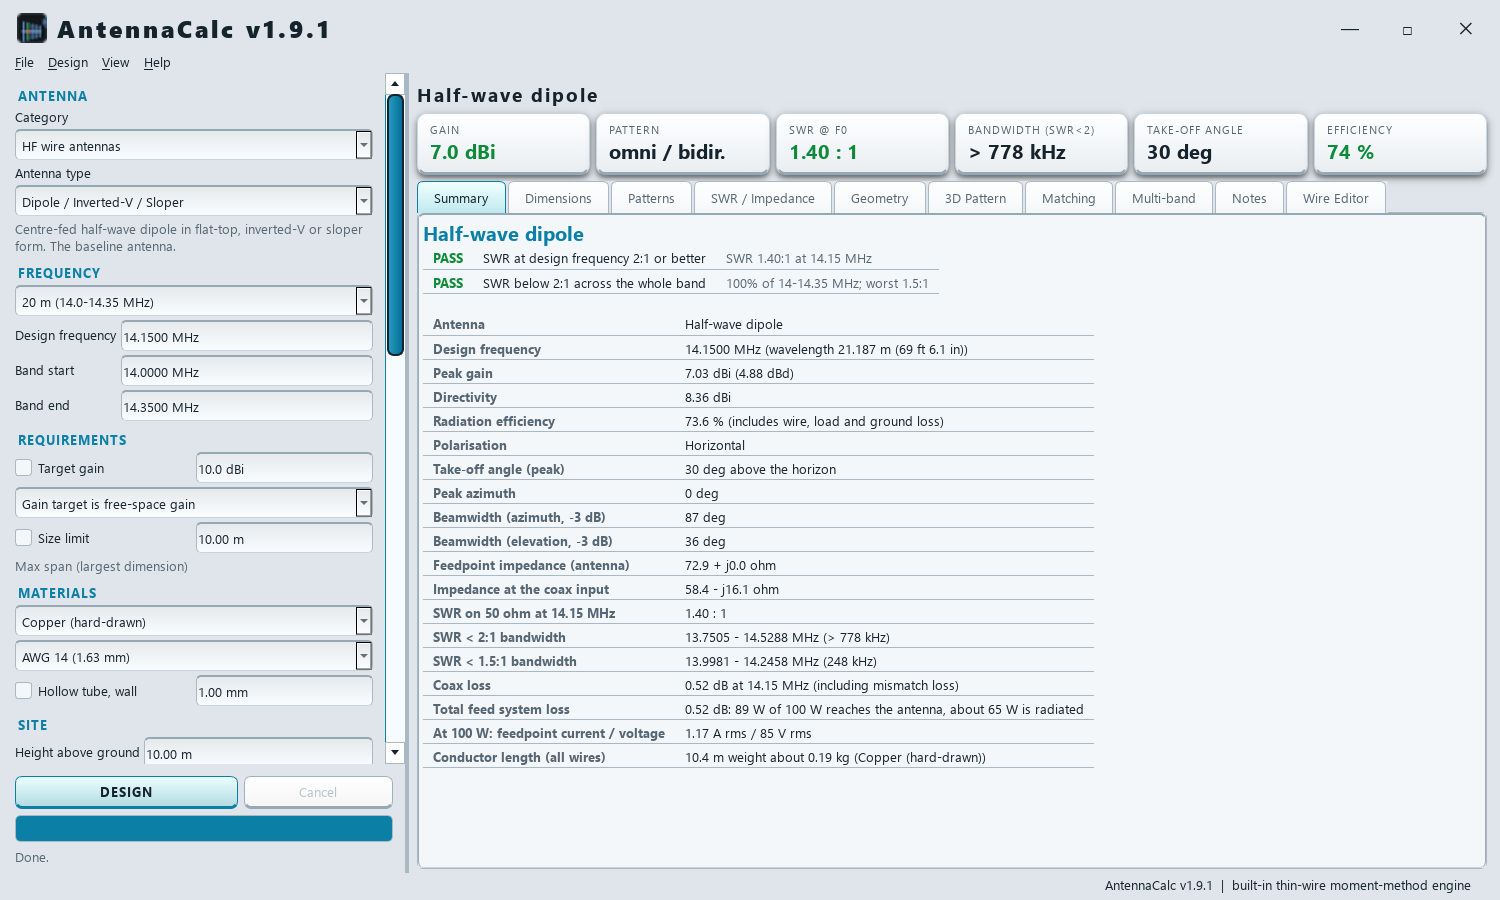 AntennaCalc v1.9.1
File Design View Help
ANTENNA
Category
HF wire antennas
Antenna type
Dipole / Inverted-V / Sloper
Centre-fed half-wave dipole in flat-top, inverted-V or sloper
form. The baseline antenna.
FREQUENCY
20 m (14.0-14.35 MHz)
Design frequency 14.1500 MHz
Band start 14.0000 MHz
Band end 14.3500 MHz
REQUIREMENTS
Target gain 10.0 dBi
Gain target is free-space gain
Size limit 10.00 m
Max span (largest dimension)
MATERIALS
Copper (hard-drawn)
AWG 14 (1.63 mm)
Hollow tube, wall 1.00 mm
SITE
Height above ground 10.00 m
DESIGN Cancel
Done.
Half-wave dipole
GAIN
7.0 dBi
PATTERN
omni / bidir.
SWR @ F0
1.40 : 1
BANDWIDTH (SWR<2)
> 778 kHz
TAKE-OFF ANGLE
30 deg
EFFICIENCY
74 %
Summary Dimensions Patterns SWR / Impedance Geometry 3D Pattern Matching Multi-band Notes Wire Editor
Half-wave dipole
PASS SWR at design frequency 2:1 or better SWR 1.40:1 at 14.15 MHz
PASS SWR below 2:1 across the whole band 100% of 14-14.35 MHz; worst 1.5:1
Antenna Half-wave dipole
Design frequency 14.1500 MHz (wavelength 21.187 m (69 ft 6.1 in))
Peak gain 7.03 dBi (4.88 dBd)
Directivity 8.36 dBi
Radiation efficiency 73.6 % (includes wire, load and ground loss)
Polarisation Horizontal
Take-off angle (peak) 30 deg above the horizon
Peak azimuth 0 deg
Beamwidth (azimuth, -3 dB) 87 deg
Beamwidth (elevation, -3 dB) 36 deg
Feedpoint impedance (antenna) 72.9 + j0.0 ohm
Impedance at the coax input 58.4 - j16.1 ohm
SWR on 50 ohm at 14.15 MHz 1.40 : 1
SWR < 2:1 bandwidth 13.7505 - 14.5288 MHz (> 778 kHz)
SWR < 1.5:1 bandwidth 13.9981 - 14.2458 MHz (248 kHz)
Coax loss 0.52 dB at 14.15 MHz (including mismatch loss)
Total feed system loss 0.52 dB: 89 W of 100 W reaches the antenna, about 65 W is radiated
At 100 W: feedpoint current / voltage 1.17 A rms / 85 V rms
Conductor length (all wires) 10.4 m weight about 0.19 kg (Copper (hard-drawn))
AntennaCalc v1.9.1 | built-in thin-wire moment-method engine